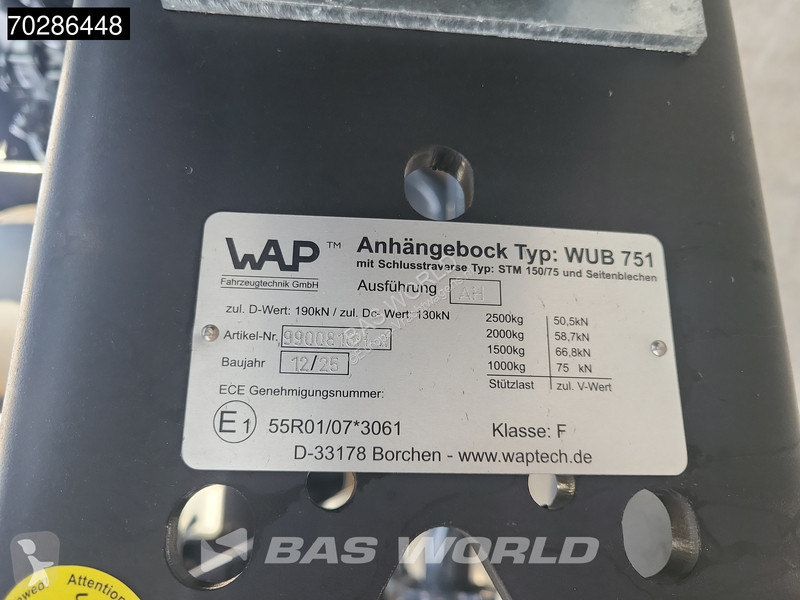 70286448
WAP ™
Fahrzeugtechnik GmbH
Anhängebock Typ: WUB 751
mit Schlusstraverse Typ: STM 150/75 und Seitenblechen
Ausführung AH
zul. D-Wert: 190kN / zul. Dc- Wert: 130kN
2500kg 50,5kN
2000kg 58,7kN
1500kg 66,8kN
1000kg 75 kN
Stützlast zul. V-Wert
Artikel-Nr.
Baujahr 12/25
ECE Genehmigungsnummer:
E1 55R01/07*3061 Klasse: F
D-33178 Borchen - www.waptech.de
BAS WORLD
Attention